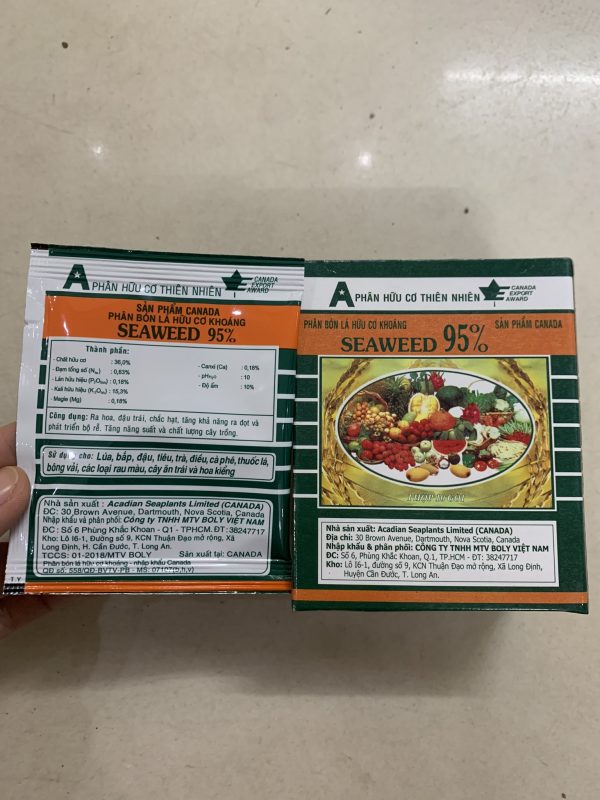 A PHÂN HỮU CƠ THIÊN NHIÊN
CANADA
EXPORT
AWARD
SẢN PHẨM CANADA
PHÂN BÓN LÁ HỮU CƠ KHOÁNG
SEAWEED 95%
Thành phần:
- Chất hữu cơ : 36,0%
- Đạm tổng số (Nts) : 0,63%
- Lân hữu hiệu (P2O5hh) : 0,18%
- Kali hữu hiệu (K2Ohh) : 15,3%
- Magie (Mg) : 0,18%
- Canxi (Ca) : 0,18%
- pHH2O : 10
- Độ ẩm : 10%
Công dụng: Ra hoa, đậu trái, chắc hạt, tăng khả năng ra đọt và
phát triển bộ rễ. Tăng năng suất và chất lượng cây trồng.
Sử dụng cho: Lúa, bắp, đậu, tiêu, trà, điều, cà phê, thuốc lá,
bông vải, các loại rau màu, cây ăn trái và hoa kiểng
Nhà sản xuất : Acadian Seaplants Limited (CANADA)
ĐC: 30 Brown Avenue, Dartmouth, Nova Scotia, Canada
Nhập khẩu và phân phối: Công ty TNHH MTV BOLY VIỆT NAM
ĐC : Số 6 Phùng Khắc Khoan - Q1 - TPHCM. ĐT:38247717
Kho: Lô I6-1, đường số 9, KCN Thuận Đạo mở rộng, Xã
Long Định, H. Cần Đước, T. Long An.
TCCS: 01-2018/MTV BOLY Sản xuất tại: CANADA
Phân bón lá hữu cơ khoáng - nhập khẩu Canada
QĐ số: 558/QĐ-BVTV-PB - MS:
T Y
A PHÂN HỮU CƠ THIÊN NHIÊN
CANADA
EXPORT
AWARD
PHÂN BÓN LÁ HỮU CƠ KHOÁNG SẢN PHẨM CANADA
SEAWEED 95%
1 HỘP 10 GÓI
Nhà sản xuất: Acadian Seaplants Limited (CANADA)
Địa chỉ: 30 Brown Avenue, Dartmouth, Nova Scotia, Canada
Nhập khẩu & phân phối: CÔNG TY TNHH MTV BOLY VIỆT NAM
ĐC: Số 6, Phùng Khắc Khoan, Q.1, TP.HCM - ĐT: 38247717
Kho: Lô I6-1, đường số 9, KCN Thuận Đạo mở rộng, Xã Long Định,
Huyện Cần Đước, T. Long An.